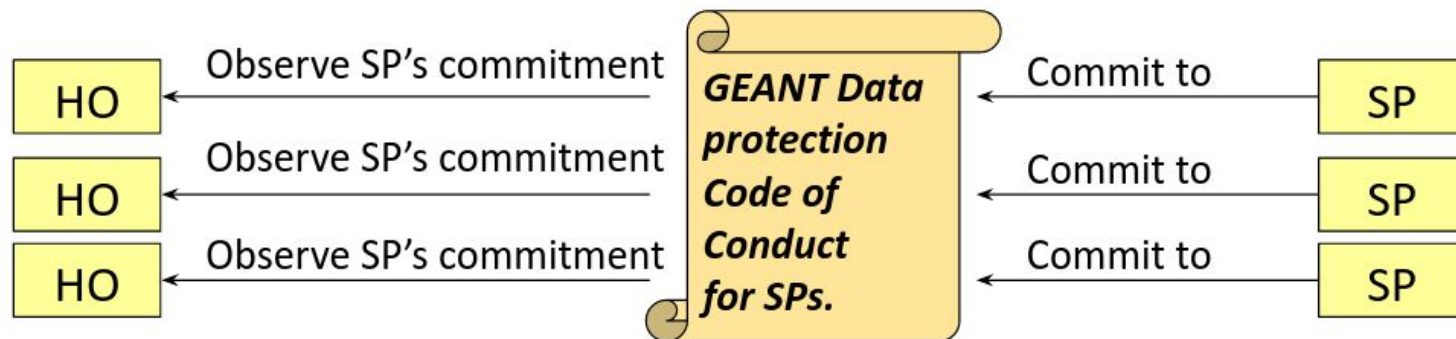 Observe SP's commitment
Commit to
HO
GEANT Data
protection
Code of
Conduct
for SPs.
SP
Observe SP's commitment
Commit to
HO
SP
Observe SP's commitment
Commit to
HO
SP